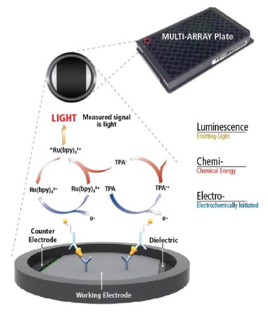 MULTI-ARRAY Plate
LIGHT
Measured signal
is light
*Ru(bpy)₃²⁺
Luminescence
Emitting Light
TPA·
Chemi-
Chemical Energy
Ru(bpy)₃³⁺
Ru(bpy)₃²⁺
TPA
TPA·⁺
Electro-
Electrochemically Initiated
e-
e-
Counter
Electrode
Dielectric
Working Electrode